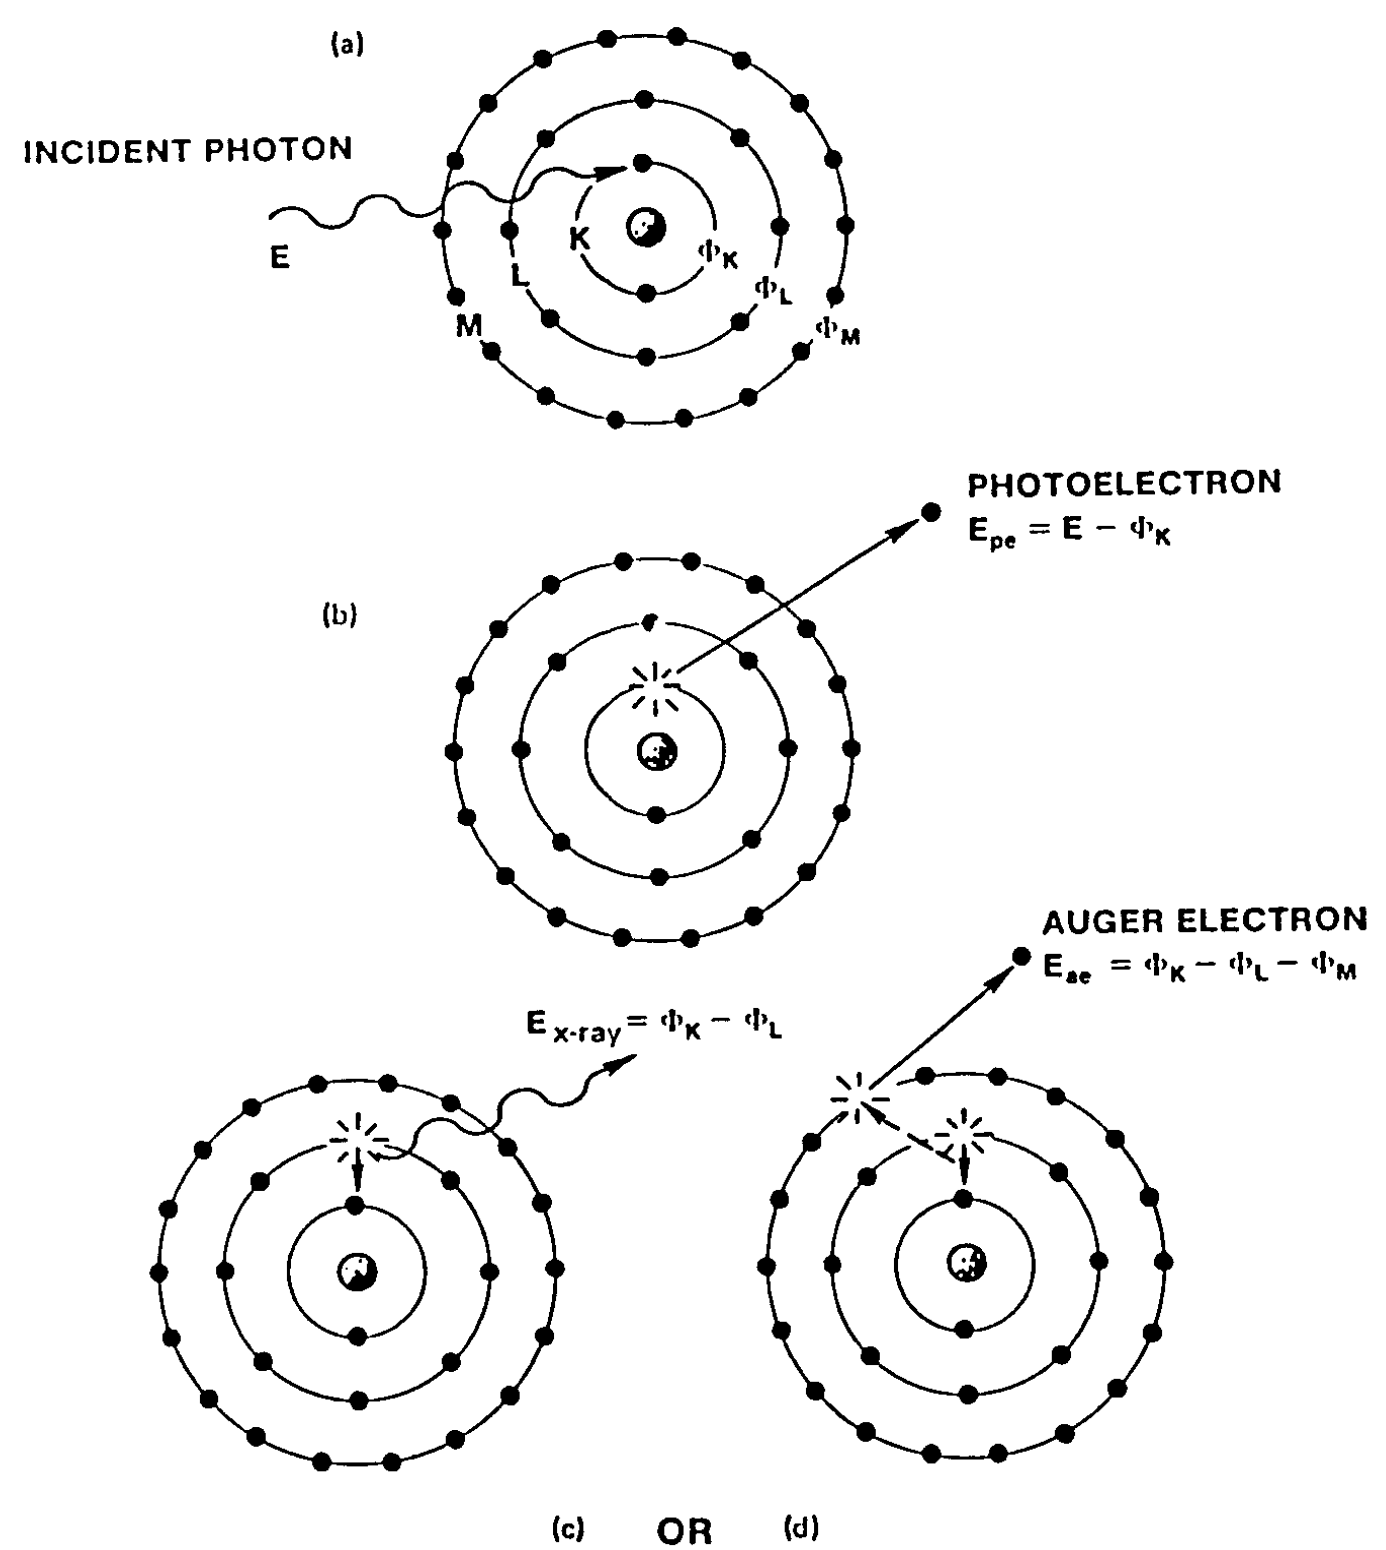 (a)
INCIDENT PHOTON
E
K
L
M
ΦK
ΦL
ΦM
PHOTOELECTRON
Epe = E − ΦK
(b)
AUGER ELECTRON
Eae = ΦK − ΦL − ΦM
Ex-ray = ΦK − ΦL
(c) OR (d)